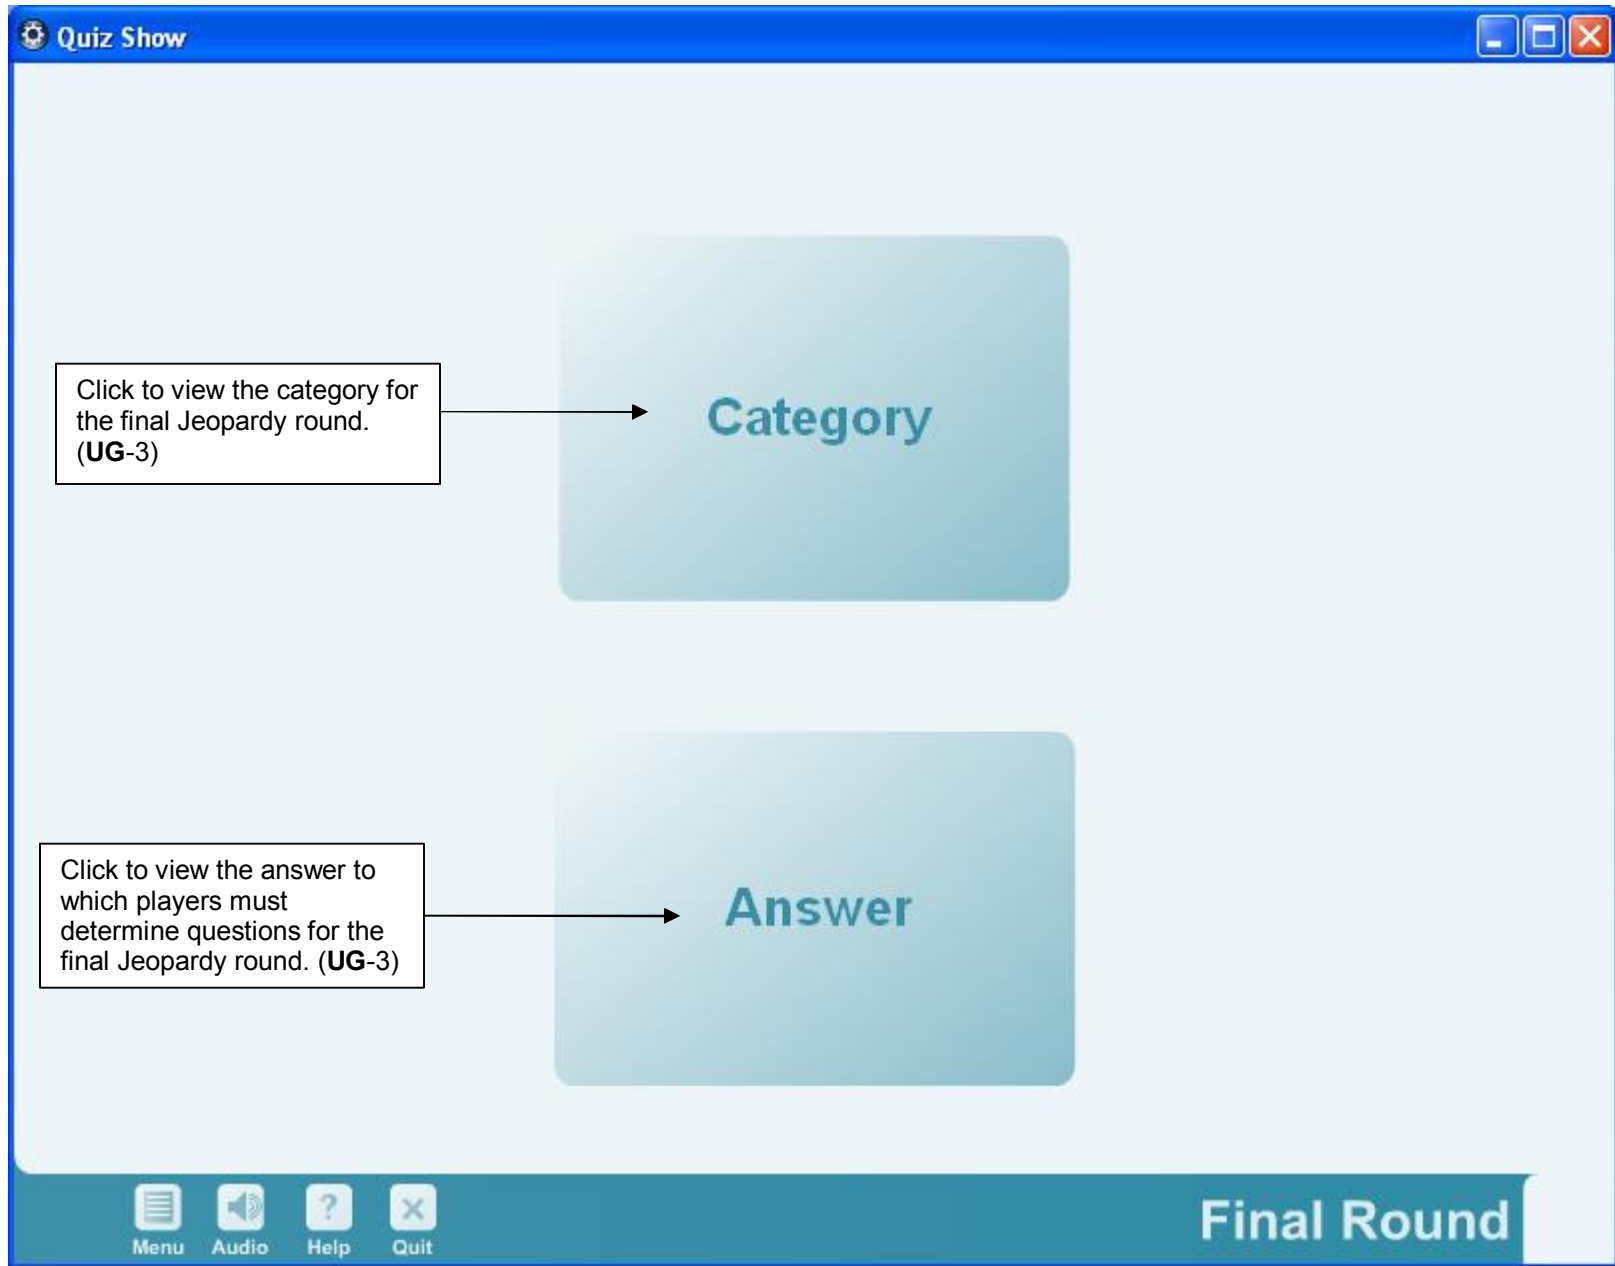 Quiz Show
Click to view the category for
the final Jeopardy round.
(UG-3)
Category
Click to view the answer to
which players must
determine questions for the
final Jeopardy round. (UG-3)
Answer
Menu Audio Help Quit
Final Round